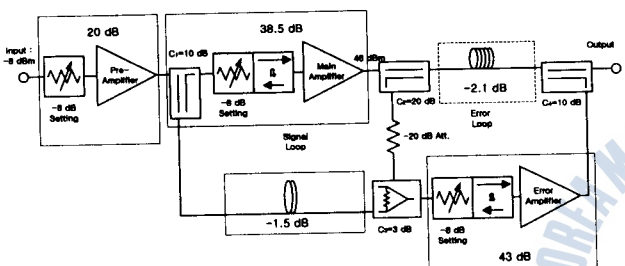 20 dB
38.5 dB
Input :
-8 dBm
C₁=10 dB
46 dBm
Output
Pre-
Amplifier
Main
Amplifier
-8 dB
Setting
-8 dB
Setting
C₂=20 dB
-2.1 dB
C₄=10 dB
Error
Loop
Signal
Loop
-20 dB Att.
-1.5 dB
C₃=3 dB
Error
Amplifier
-8 dB
Setting
43 dB